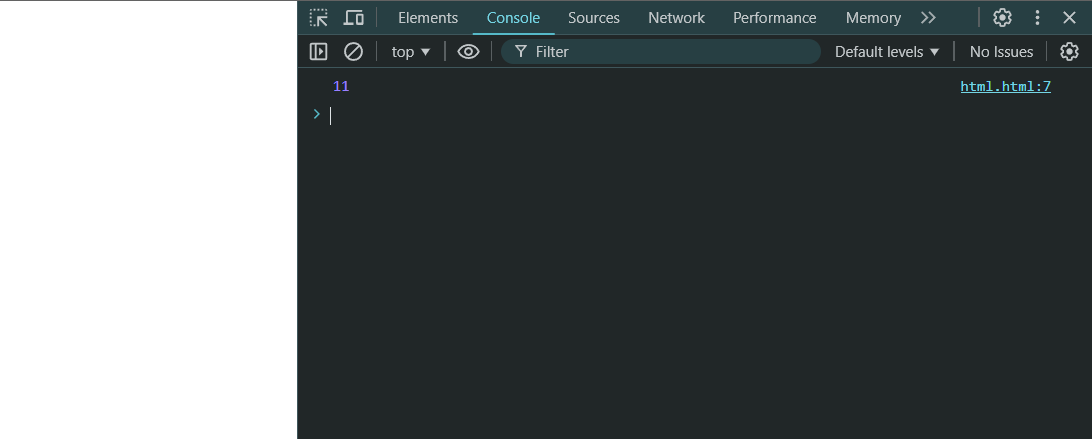 Elements Console Sources Network Performance Memory
top Filter Default levels No Issues
11 html.html:7